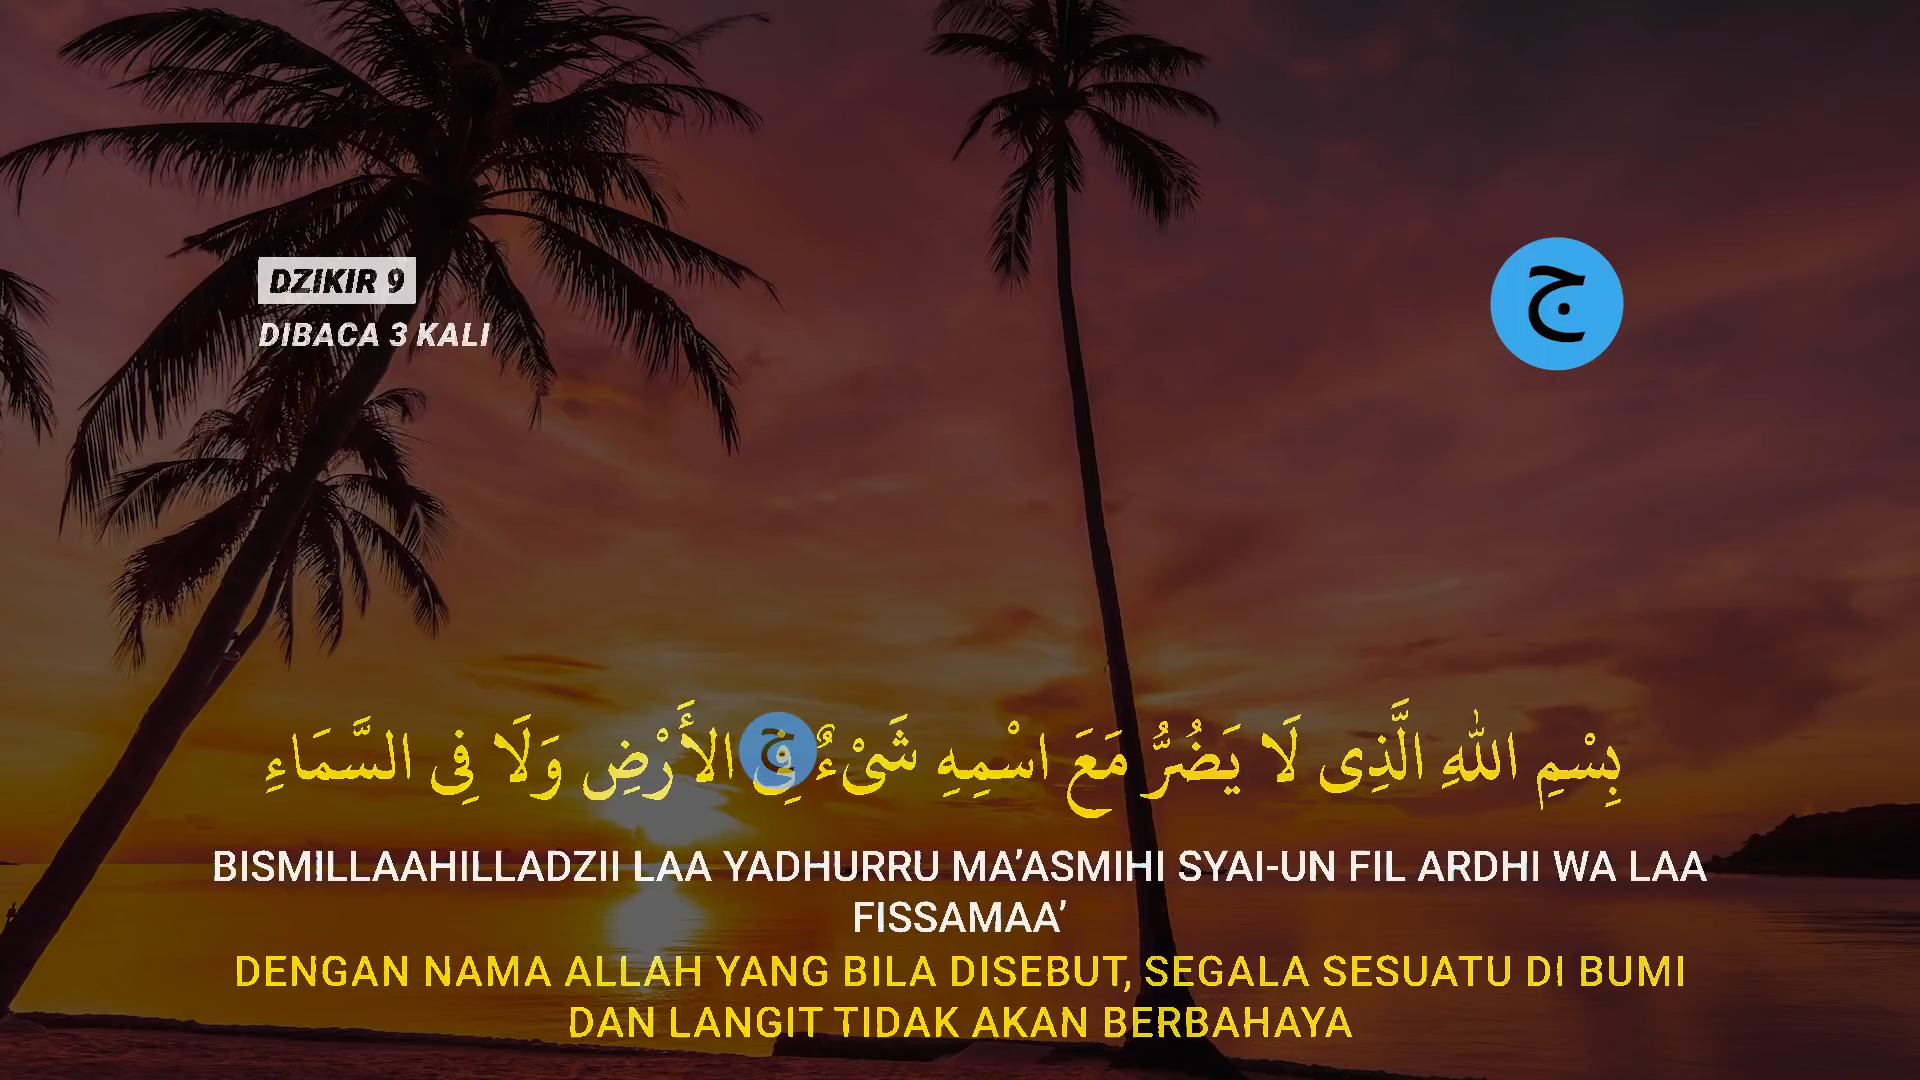 DZIKIR 9
DIBACA 3 KALI
ج
بِسْمِ اللهِ الَّذِى لَا يَضُرُّ مَعَ اسْمِهِ شَىْءٌ فِى الأَرْضِ وَلَا فِى السَّمَاءِ
ج
BISMILLAAHILLADZII LAA YADHURRU MA’ASMIHI SYAI-UN FIL ARDHI WA LAA
FISSAMAA’
DENGAN NAMA ALLAH YANG BILA DISEBUT, SEGALA SESUATU DI BUMI
DAN LANGIT TIDAK AKAN BERBAHAYA